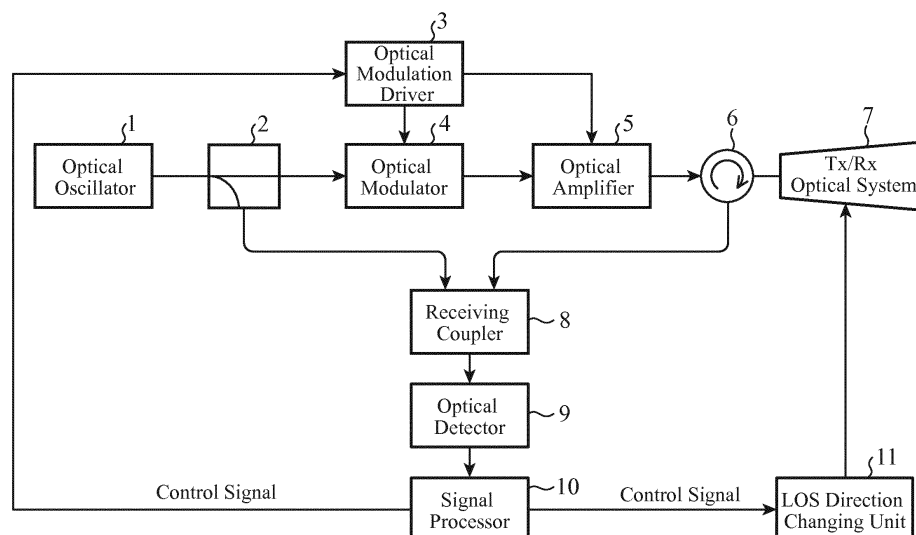 3
Optical
Modulation
Driver
1
2
4
5
6
7
Optical
Oscillator
Optical
Modulator
Optical
Amplifier
Tx/Rx
Optical System
Receiving
Coupler
8
Optical
Detector
9
11
Control Signal
Signal
Processor
10
Control Signal
LOS Direction
Changing Unit